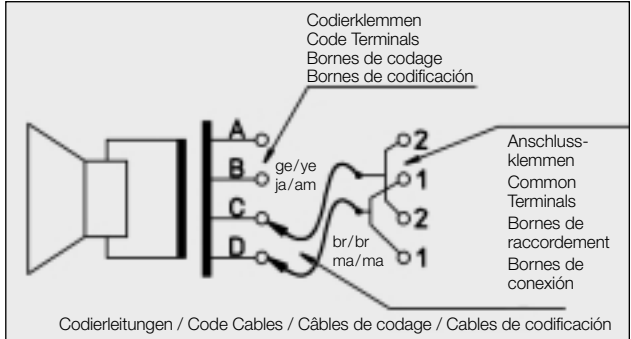 Codierklemmen
Code Terminals
Bornes de codage
Bornes de codificación
A
B
C
D
ge/ye
ja/am
br/br
ma/ma
2
1
2
1
Anschluss-
klemmen
Common
Terminals
Bornes de
raccordement
Bornes de
conexión
Codierleitungen / Code Cables / Câbles de codage / Cables de codificación